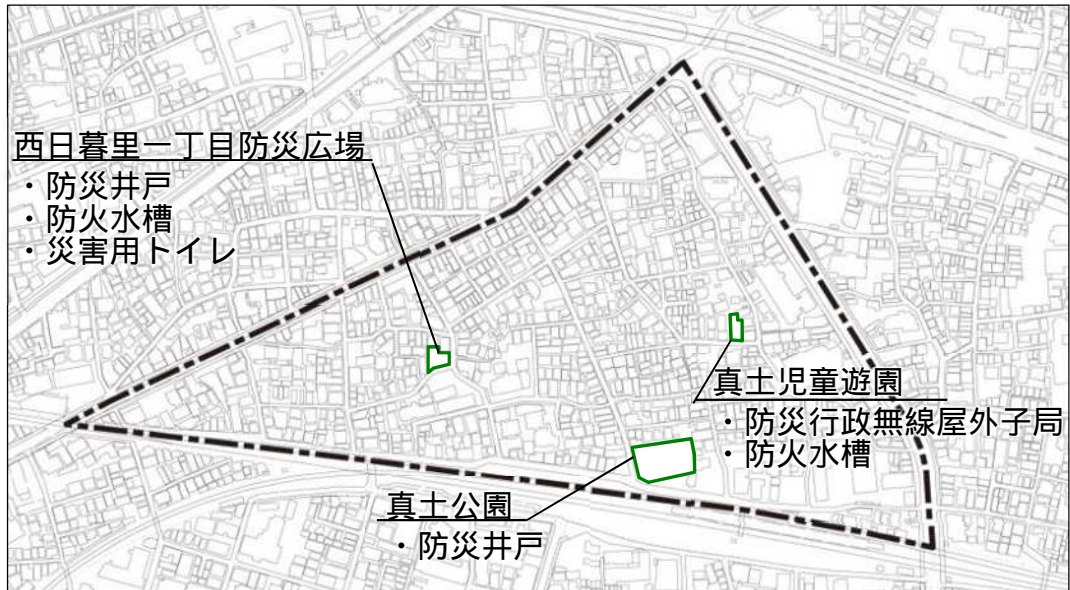 西日暮里一丁目防災広場
・防災井戸
・防火水槽
・災害用トイレ
真土児童遊園
・防災行政無線屋外子局
・防火水槽
真土公園
・防災井戸